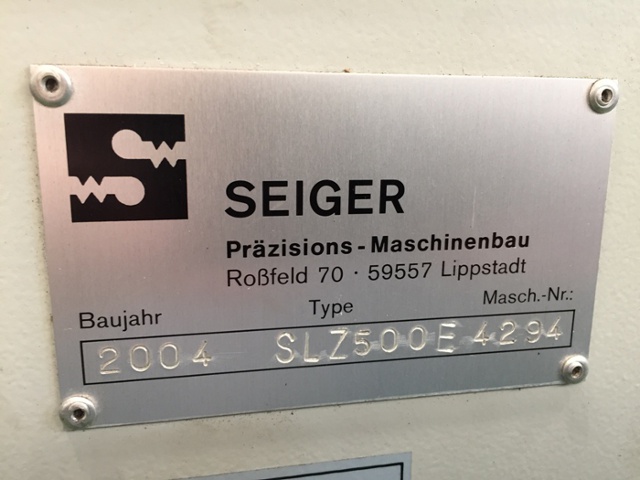 SEIGER
Präzisions-Maschinenbau
Roßfeld 70 · 59557 Lippstadt
Baujahr Type Masch.-Nr.:
2004 SLZ500E 4294